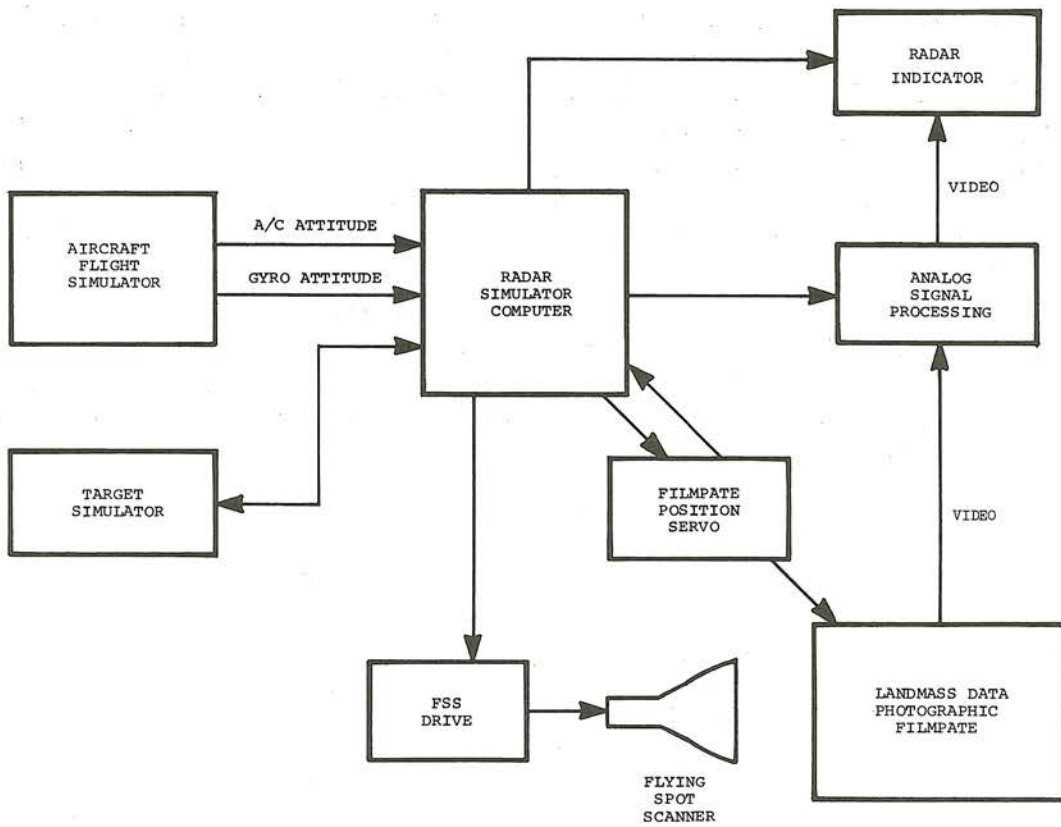 RADAR
INDICATOR
VIDEO
A/C ATTITUDE
AIRCRAFT
FLIGHT
SIMULATOR
GYRO ATTITUDE
RADAR
SIMULATOR
COMPUTER
ANALOG
SIGNAL
PROCESSING
TARGET
SIMULATOR
FILMPATE
POSITION
SERVO
VIDEO
FSS
DRIVE
LANDMASS DATA
PHOTOGRAPHIC
FILMPATE
FLYING
SPOT
SCANNER